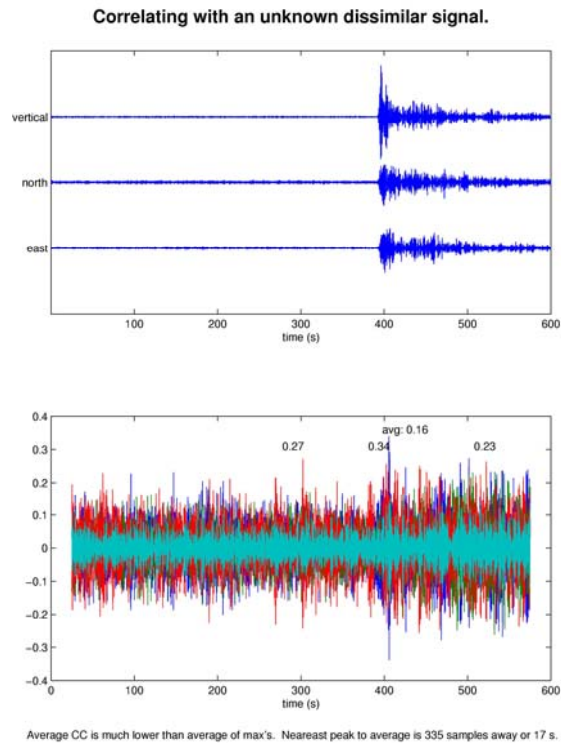 Correlating with an unknown dissimilar signal.
vertical
north
east
100 200 300 400 500 600
time (s)
0.4
avg: 0.16
0.3 0.27 0.34 0.23
0.2
0.1
0
−0.1
−0.2
−0.3
−0.4
0 100 200 300 400 500 600
time (s)
Average CC is much lower than average of max's. Neareast peak to average is 335 samples away or 17 s.